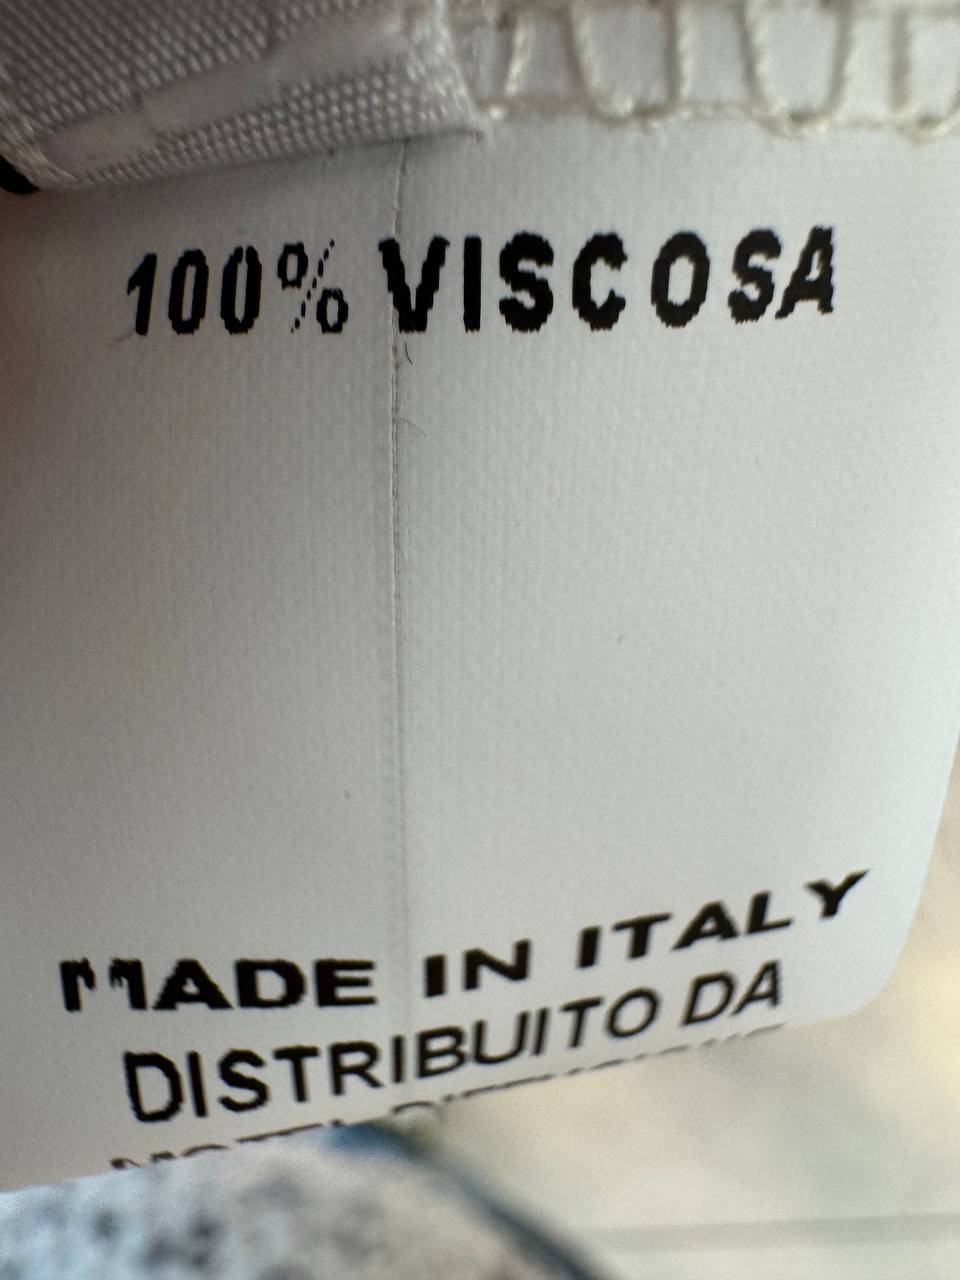 100% VISCOSA
MADE IN ITALY
DISTRIBUITO DA